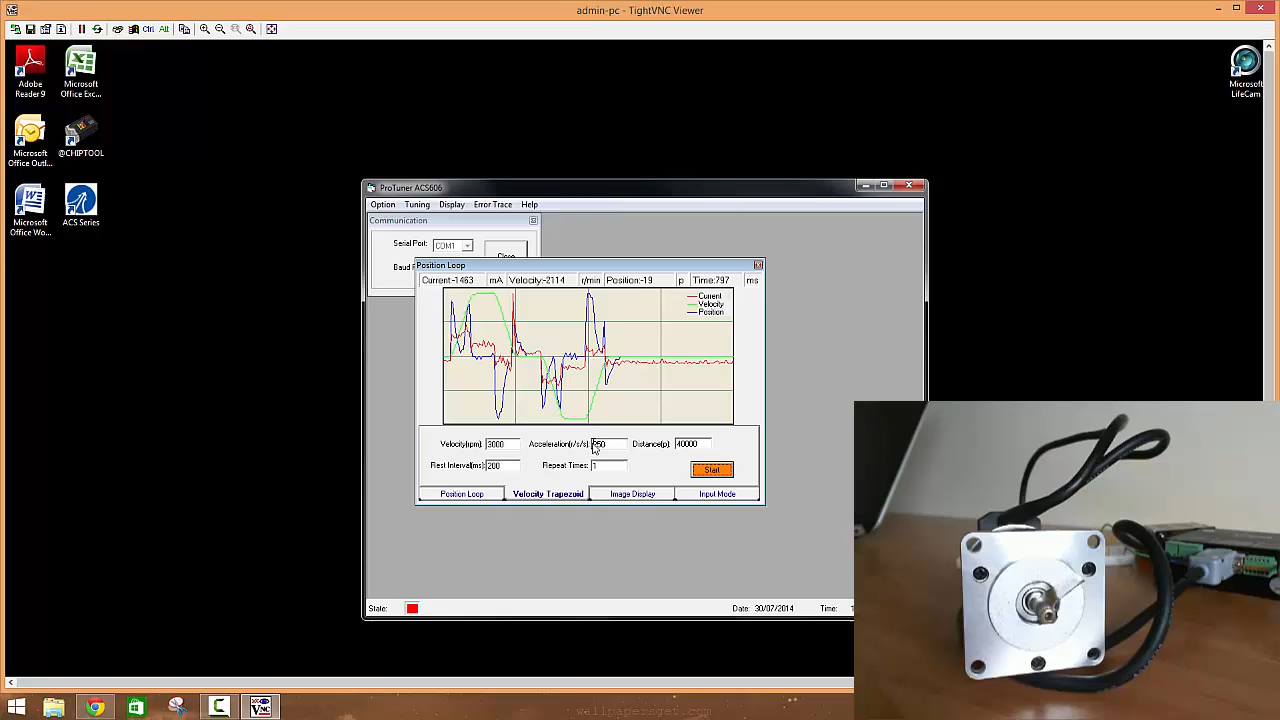 admin-pc - TightVNC Viewer
Ctrl Alt
Adobe
Reader 9
Microsoft
Office Exc...
Microsoft
Office Outl...
@CHIPTOOL
Microsoft
Office Wo...
ACS Series
Microsoft
LifeCam
ProTuner ACS606
Option Tuning Display Error Trace Help
Communication
Serial Port: COM1
Position Loop
Current:-1463 mA Velocity:-2114 r/min Position:-19 p Time:797 ms
Current
Velocity
Position
Velocity(rpm): 3000 Acceleration(r/s/s): Distance(p): 40000
Rest Interval(ms): 200 Repeat Times: 1
Start
Position Loop Velocity Trapezoid Image Display Input Mode
State: Date: 30/07/2014 Time:
wallpapersget.com